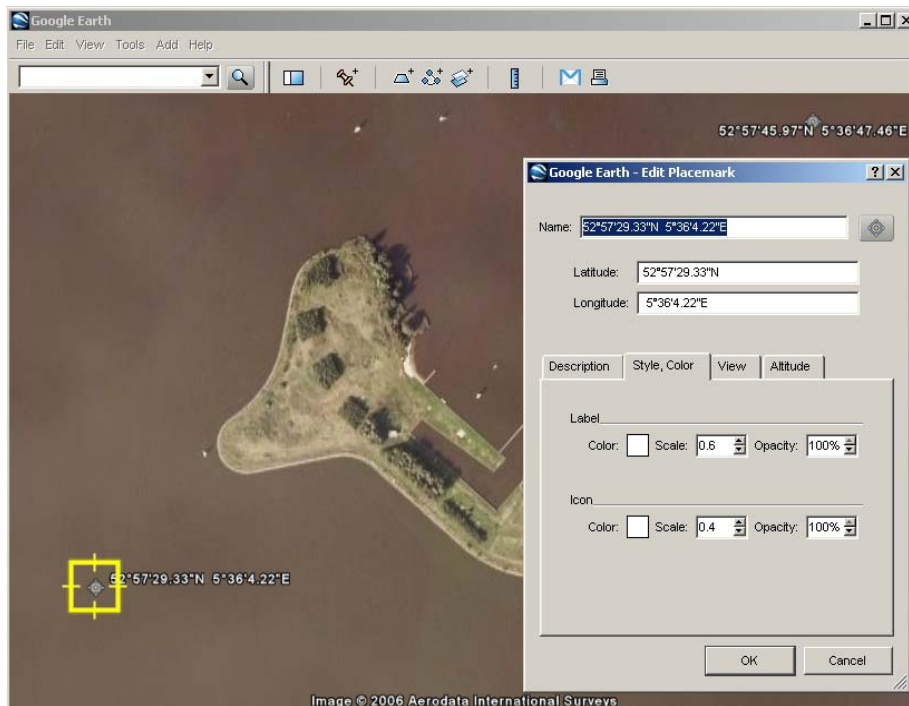 Google Earth
File Edit View Tools Add Help
52°57'45.97"N 5°36'47.46"E
Google Earth - Edit Placemark
Name: 52°57'29.33"N 5°36'4.22"E
Latitude: 52°57'29.33"N
Longitude: 5°36'4.22"E
Description Style, Color View Altitude
Label
Color: Scale: 0.6 Opacity: 100%
Icon
Color: Scale: 0.4 Opacity: 100%
52°57'29.33"N 5°36'4.22"E
OK Cancel
Image © 2006 Aerodata International Surveys